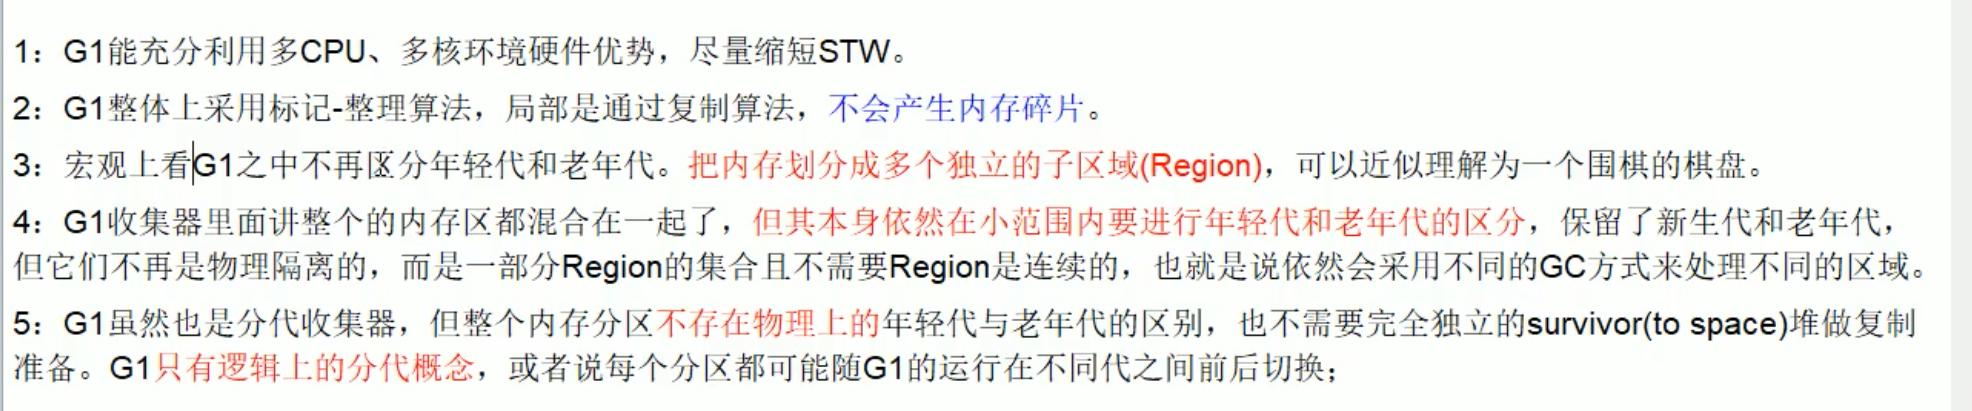 1：G1能充分利用多CPU、多核环境硬件优势，尽量缩短STW。
2：G1整体上采用标记-整理算法，局部是通过复制算法，不会产生内存碎片。
3：宏观上看G1之中不再区分年轻代和老年代。把内存划分成多个独立的子区域(Region)，可以近似理解为一个围棋的棋盘。
4：G1收集器里面讲整个的内存区都混合在一起了，但其本身依然在小范围内要进行年轻代和老年代的区分，保留了新生代和老年代，
但它们不再是物理隔离的，而是一部分Region的集合且不需要Region是连续的，也就是说依然会采用不同的GC方式来处理不同的区域。
5：G1虽然也是分代收集器，但整个内存分区不存在物理上的年轻代与老年代的区别，也不需要完全独立的survivor(to space)堆做复制
准备。G1只有逻辑上的分代概念，或者说每个分区都可能随G1的运行在不同代之间前后切换；